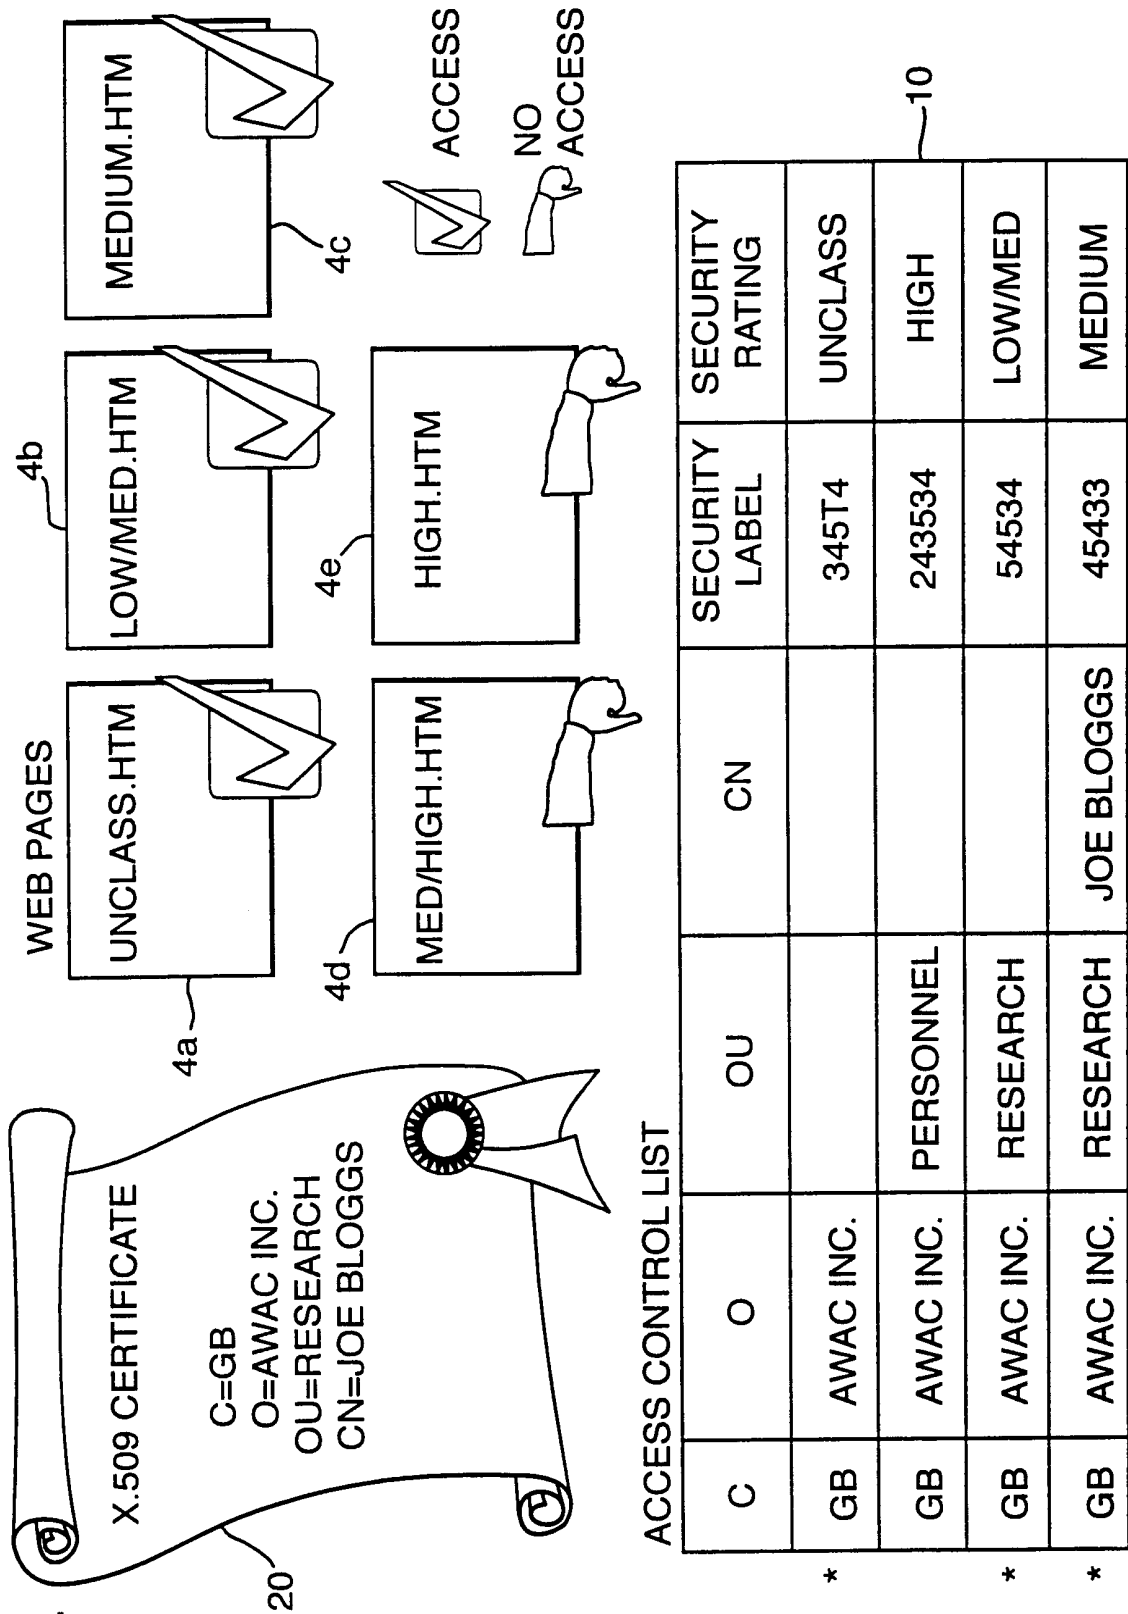 X.509 CERTIFICATE
C=GB
O=AWAC INC.
OU=RESEARCH
CN=JOE BLOGGS
20
WEB PAGES
4a
UNCLASS.HTM
4b
LOW/MED.HTM
MEDIUM.HTM
4c
4d
MED/HIGH.HTM
4e
HIGH.HTM
ACCESS
NO
ACCESS
ACCESS CONTROL LIST
10
C O OU CN SECURITY LABEL SECURITY RATING
* GB AWAC INC. 345T4 UNCLASS
GB AWAC INC. PERSONNEL 243534 HIGH
* GB AWAC INC. RESEARCH 54534 LOW/MED
* GB AWAC INC. RESEARCH JOE BLOGGS 45433 MEDIUM